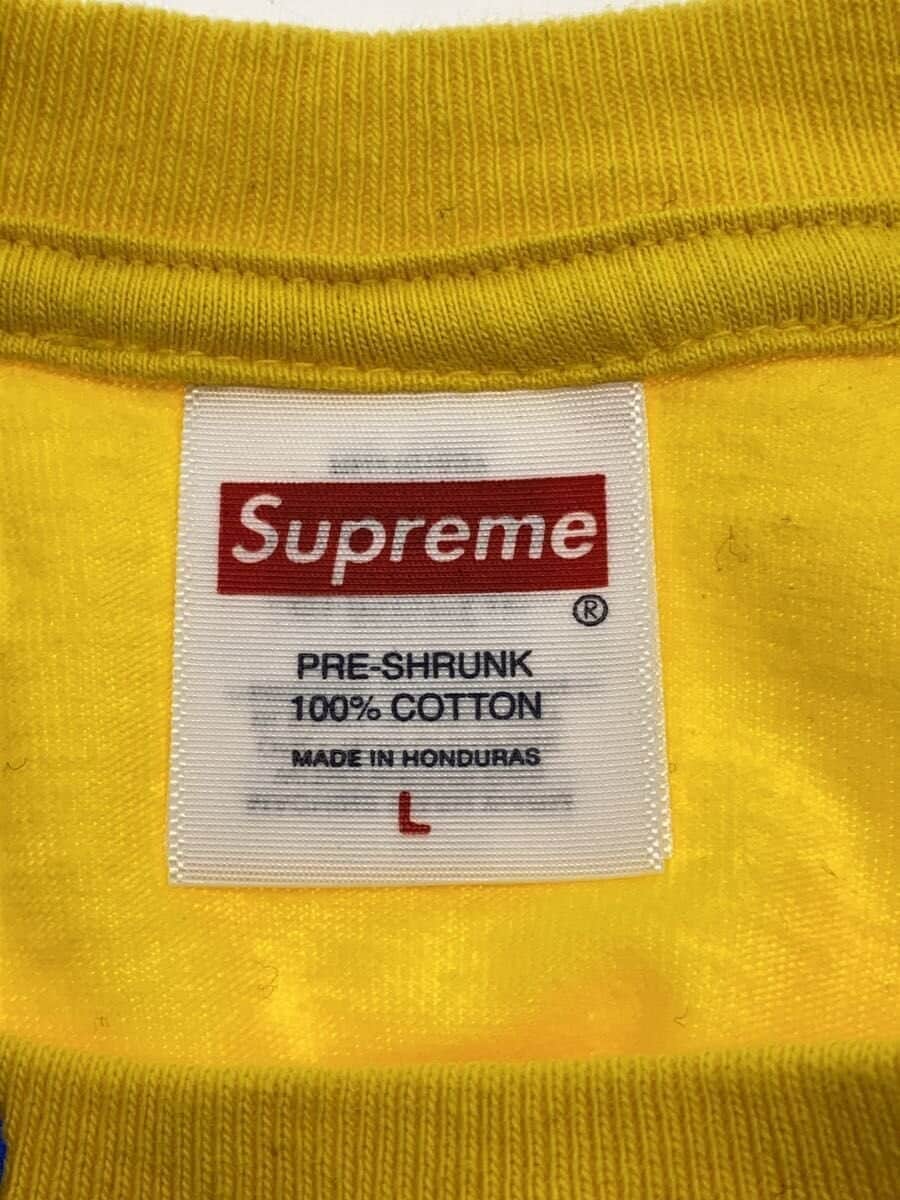 Supreme
®
PRE-SHRUNK
100% COTTON
MADE IN HONDURAS
L